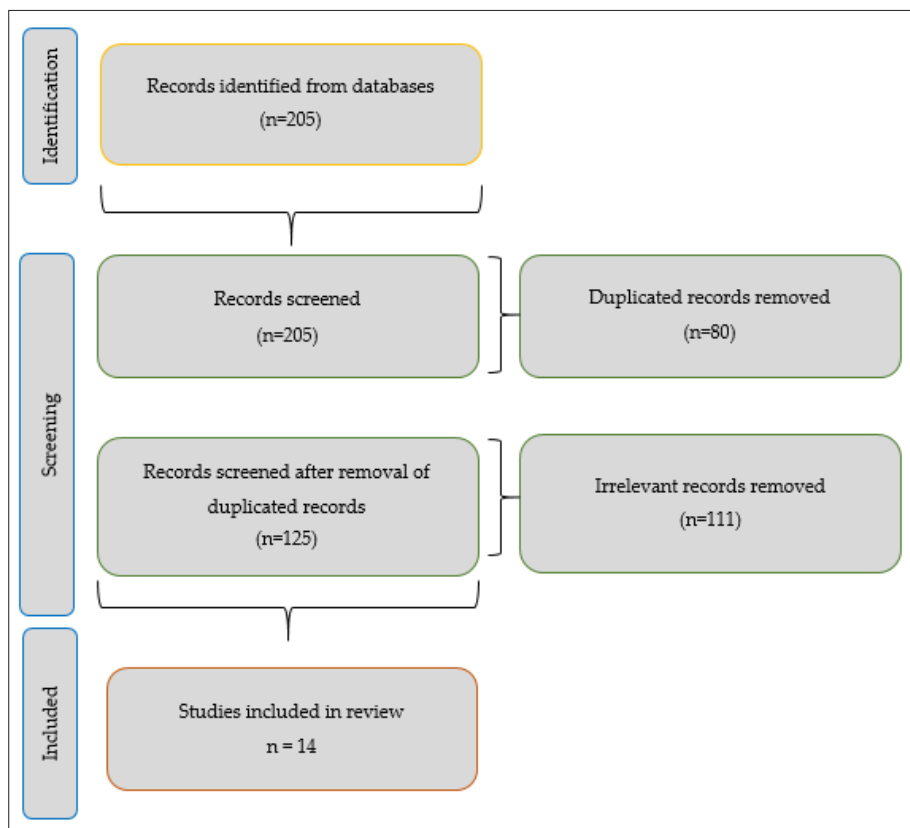 Identification
Records identified from databases
(n=205)
Screening
Records screened
(n=205)
Duplicated records removed
(n=80)
Records screened after removal of
duplicated records
(n=125)
Irrelevant records removed
(n=111)
Included
Studies included in review
n = 14